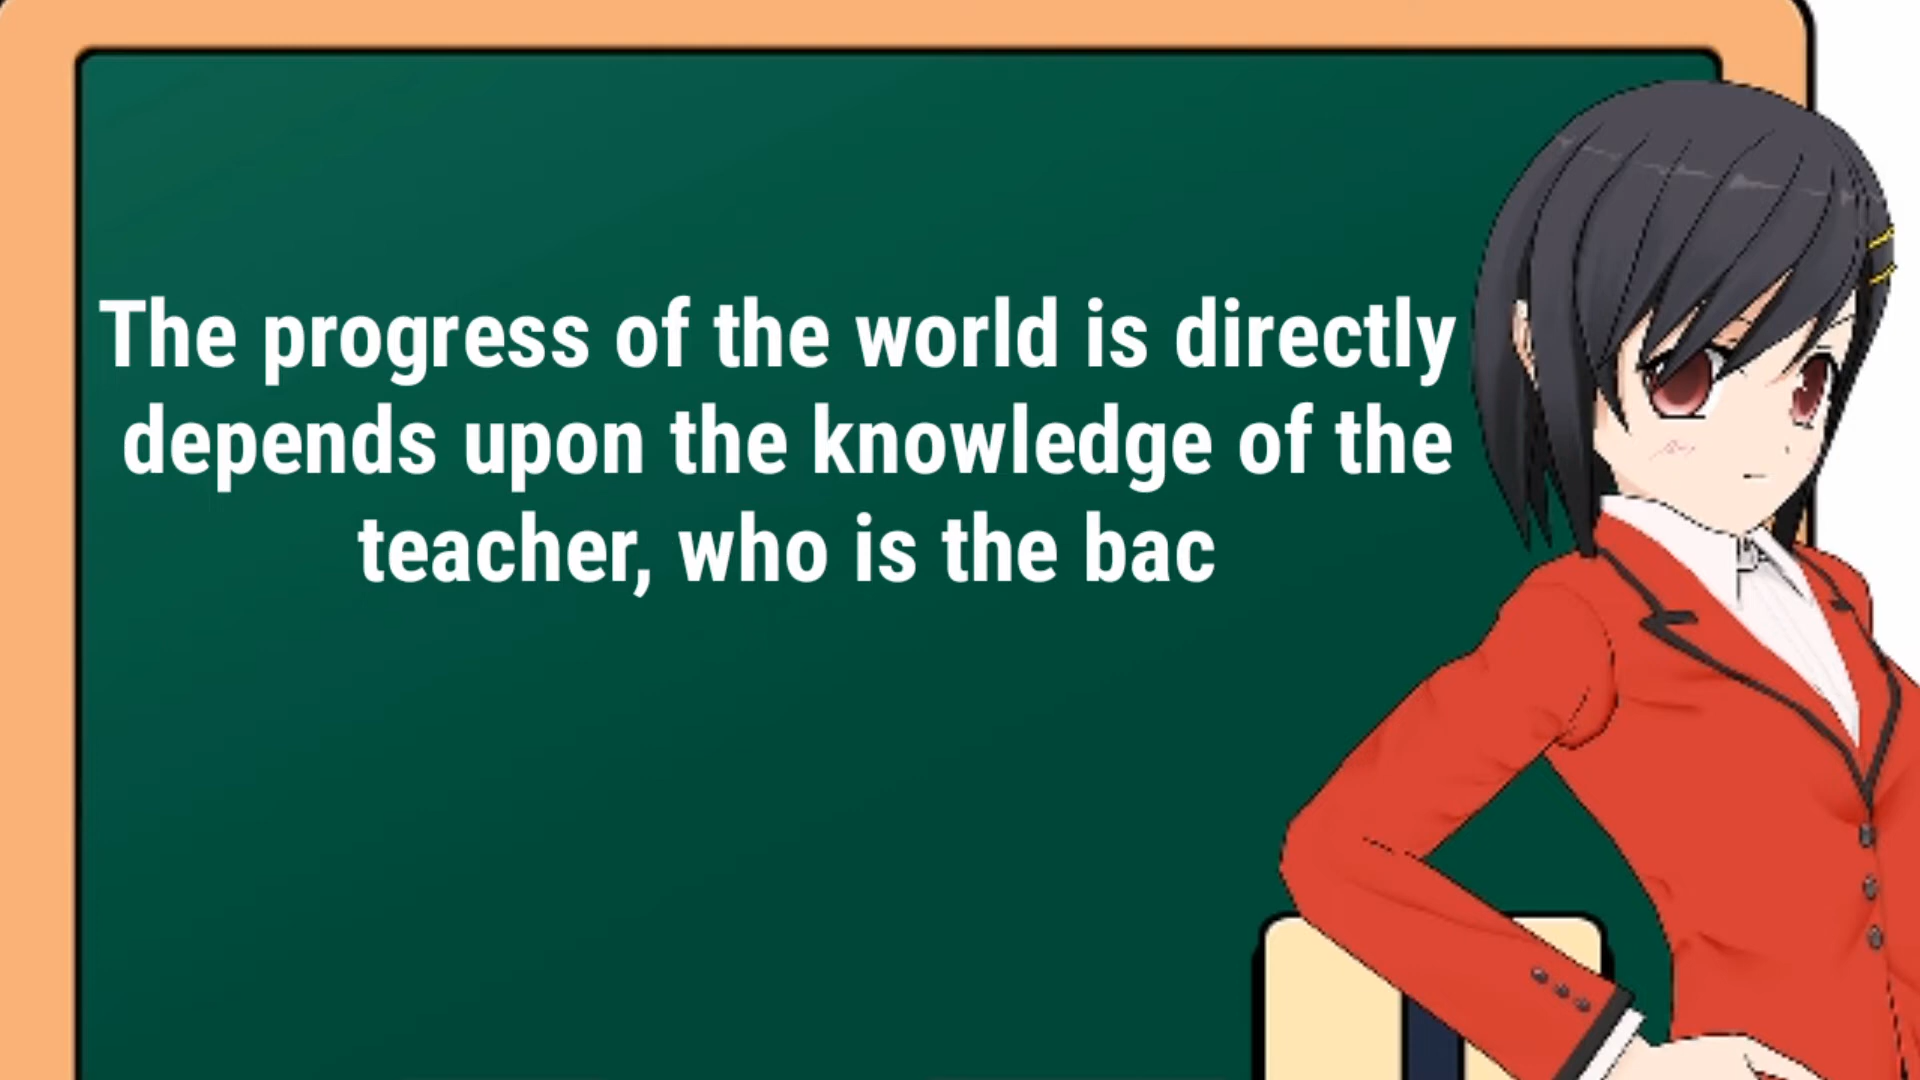 The progress of the world is directly
depends upon the knowledge of the
teacher, who is the bac